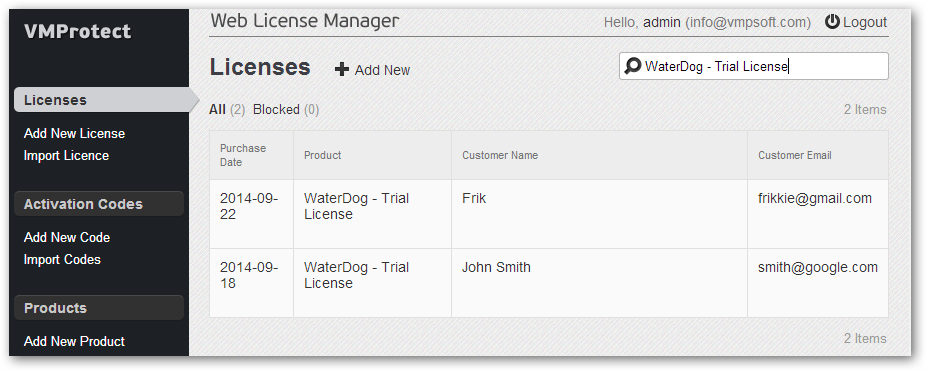 VMProtect
Licenses
Add New License
Import Licence
Activation Codes
Add New Code
Import Codes
Products
Add New Product
Web License Manager
Hello, admin (info@vmpsoft.com) Logout
Licenses Add New
WaterDog - Trial License
All (2) Blocked (0)
2 Items
Purchase
Date
Product
Customer Name
Customer Email
2014-09-
22
WaterDog - Trial
License
Frik
frikkie@gmail.com
2014-09-
18
WaterDog - Trial
License
John Smith
smith@google.com
2 Items